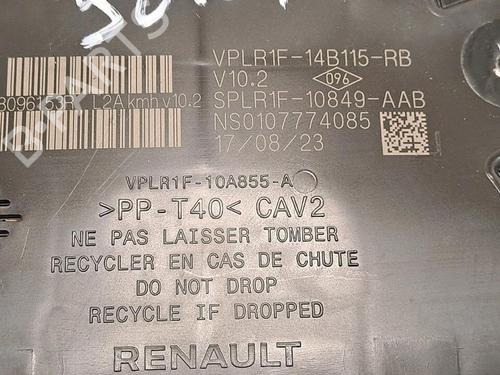 VPLR1F-14B115-RB
V10.2 096
L2A kmh v10.2
SPLR1F-10849-AAB
NS0107774085
17/08/23
VPLR1F-10A855-A
>PP-T40< CAV2
NE PAS LAISSER TOMBER
RECYCLER EN CAS DE CHUTE
DO NOT DROP
RECYCLE IF DROPPED
RENAULT